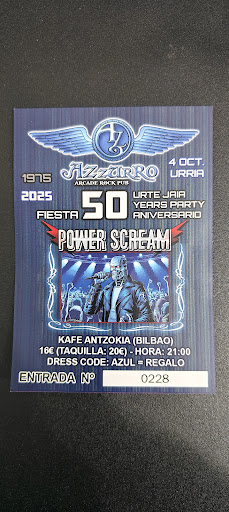 AZZURRO
ARCADE ROCK PUB
1975
2025
4 OCT.
URRIA
FIESTA 50 URTE JAIA
YEARS PARTY
ANIVERSARIO
POWER SCREAM
KAFE ANTZOKIA (BILBAO)
16€ (TAQUILLA: 20€) - HORA: 21:00
DRESS CODE: AZUL = REGALO
ENTRADA Nº 0228